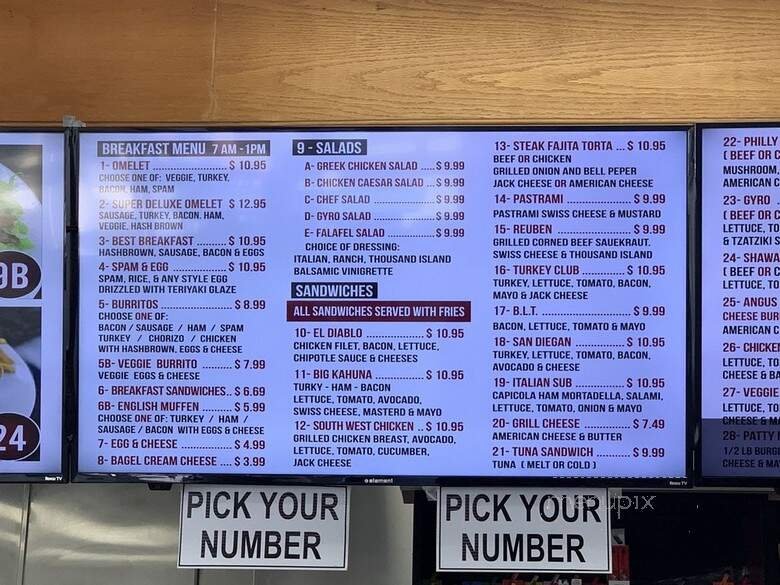 9B
24
BREAKFAST MENU 7 AM -1PM
1- OMELET ................ $ 10.95
CHOOSE ONE OF: VEGGIE, TURKEY,
BACON, HAM, SPAM
2- SUPER DELUXE OMELET $ 12.95
SAUSAGE, TURKEY, BACON, HAM,
VEGGIE, HASH BROWN
3- BEST BREAKFAST .......... $ 10.95
HASHBROWN, SAUSAGE, BACON & EGGS
4- SPAM & EGG ................ $ 10.95
SPAM, RICE, & ANY STYLE EGG
DRIZZLED WITH TERIYAKI GLAZE
5- BURRITOS .................... $ 8.99
CHOOSE ONE OF:
BACON / SAUSAGE / HAM / SPAM
TURKEY / CHORIZO / CHICKEN
WITH HASHBROWN, EGGS & CHEESE
5B- VEGGIE BURRITO ........ $ 7.99
VEGGIE EGGS & CHEESE
6- BREAKFAST SANDWICHES.. $ 6.69
6B- ENGLISH MUFFEN ........ $ 5.99
CHOOSE ONE OF: TURKEY / HAM /
SAUSAGE / BACON WITH EGGS & CHEESE
7- EGG & CHEESE .............. $ 4.99
8- BAGEL CREAM CHEESE .... $ 3.99
9 - SALADS
A- GREEK CHICKEN SALAD ..... $ 9.99
B- CHICKEN CAESAR SALAD ... $ 9.99
C- CHEF SALAD .................. $ 9.99
D- GYRO SALAD .................. $ 9.99
E- FALAFEL SALAD ............... $ 9.99
CHOICE OF DRESSING:
ITALIAN, RANCH, THOUSAND ISLAND
BALSAMIC VINIGRETTE
SANDWICHES
ALL SANDWICHES SERVED WITH FRIES
10- EL DIABLO .................. $ 10.95
CHICKEN FILET, BACON, LETTUCE,
CHIPOTLE SAUCE & CHEESES
11- BIG KAHUNA ................ $ 10.95
TURKY - HAM - BACON
LETTUCE, TOMATO, AVOCADO,
SWISS CHEESE, MASTERD & MAYO
12- SOUTH WEST CHICKEN .. $ 10.95
GRILLED CHICKEN BREAST, AVOCADO,
LETTUCE, TOMATO, CUCUMBER,
JACK CHEESE
13- STEAK FAJITA TORTA ... $ 10.95
BEEF OR CHICKEN
GRILLED ONION AND BELL PEPER
JACK CHEESE OR AMERICAN CHEESE
14- PASTRAMI .................. $ 9.99
PASTRAMI SWISS CHEESE & MUSTARD
15- REUBEN ..................... $ 9.99
GRILLED CORNED BEEF SAUEKRAUT.
SWISS CHEESE & THOUSAND ISLAND
16- TURKEY CLUB .............. $ 10.95
TURKEY, LETTUCE, TOMATO, BACON,
MAYO & JACK CHEESE
17- B.L.T. ....................... $ 9.99
BACON, LETTUCE, TOMATO & MAYO
18- SAN DIEGAN ............... $ 10.95
TURKEY, LETTUCE, TOMATO, BACON,
AVOCADO & CHEESE
19- ITALIAN SUB ............... $ 10.95
CAPICOLA HAM MORTADELLA, SALAMI,
LETTUCE, TOMATO, ONION & MAYO
20- GRILL CHEESE ............. $ 7.49
AMERICAN CHEESE & BUTTER
21- TUNA SANDWICH .......... $ 9.99
TUNA ( MELT OR COLD )
22- PHILLY
( BEEF OR C
MUSHROOM,
AMERICAN C
23- GYRO .
( BEEF OR C
LETTUCE, TO
& TZATZIKI S
24- SHAWA
( BEEF OR C
LETTUCE, TO
25- ANGUS
CHEESE BUR
AMERICAN C
26- CHICKEN
LETTUCE, TO
CHEESE & BA
27- VEGGIE
LETTUCE, TO
CHEESE & M
28- PATTY
1/2 LB BURG
CHEESE & MA
Roku TV
element
Roku TV
menupix
PICK YOUR
NUMBER
PICK YOUR
NUMBER